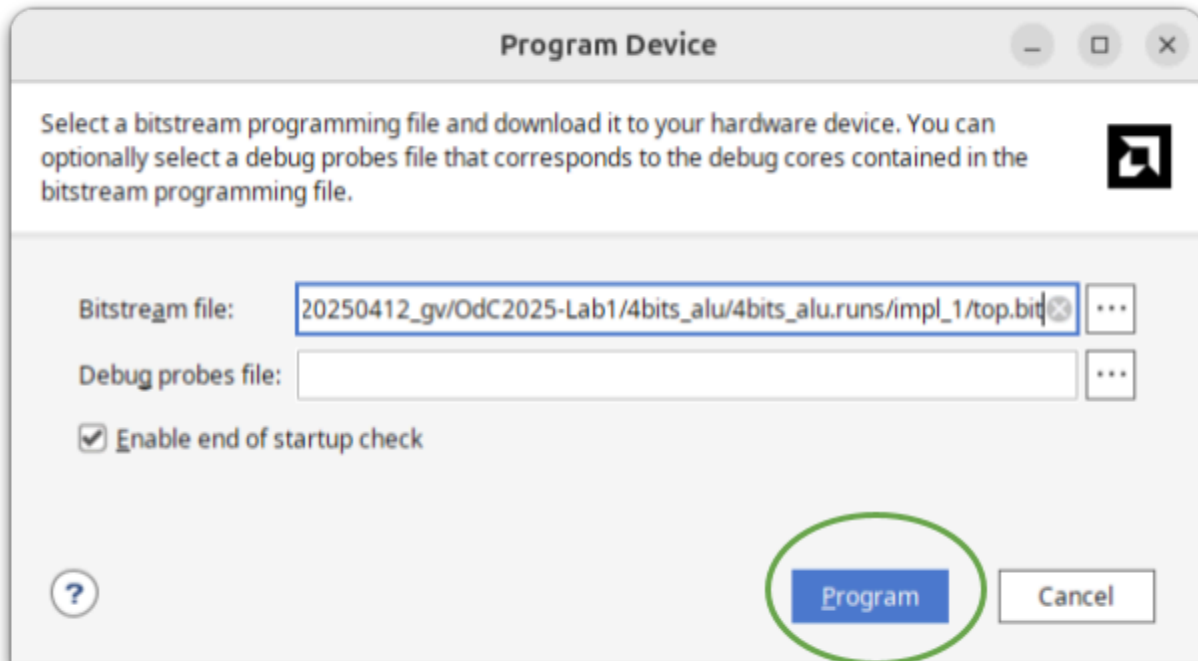 Program Device
Select a bitstream programming file and download it to your hardware device. You can
optionally select a debug probes file that corresponds to the debug cores contained in the
bitstream programming file.
Bitstream file: 20250412_gv/OdC2025-Lab1/4bits_alu/4bits_alu.runs/impl_1/top.bit ...
Debug probes file: ...
Enable end of startup check
? Program Cancel